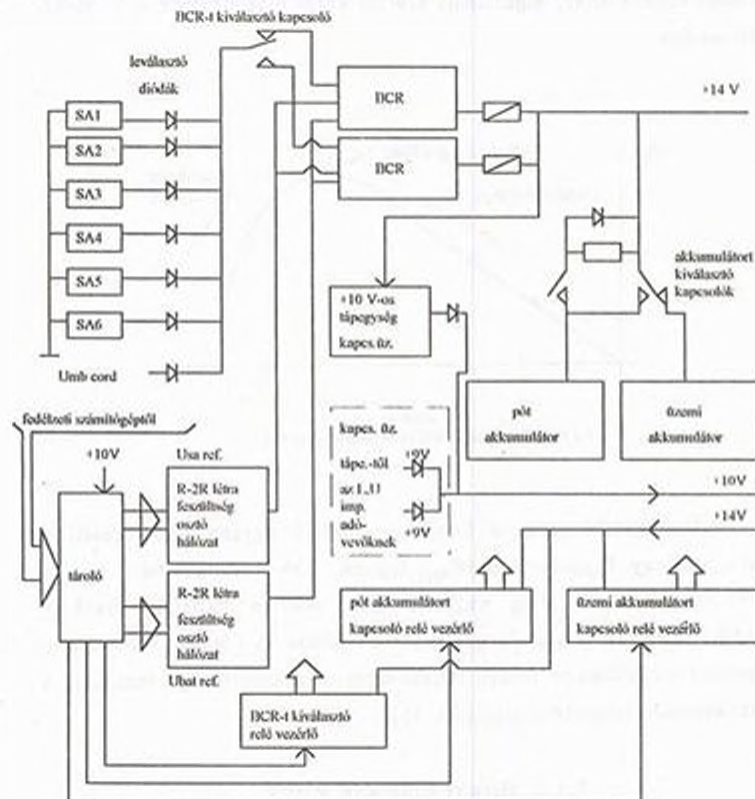 BCR-t kiválasztó kapcsoló
leválasztó
diódák
SA1
SA2
SA3
SA4
SA5
SA6
Umb cord
BCR
BCR
+14 V
akkumulátort
kiválasztó
kapcsolók
+10 V-os
tápegység
kapcs.üz.
pót
akkumulátor
üzemi
akkumulátor
fedélzeti számítógéptől
+10V
tároló
Usa ref.
R-2R létra
feszültség
osztó
hálózat
R-2R létra
feszültség
osztó
hálózat
Ubat ref.
kapcs. üz.
tápe.-től
imp.
adó-
vevőknek
+9V
+9V
+10V
+14V
pót akkumulátort
kapcsoló relé vezérlő
üzemi akkumulátort
kapcsoló relé vezérlő
BCR-t kiválasztó
relé vezérlő